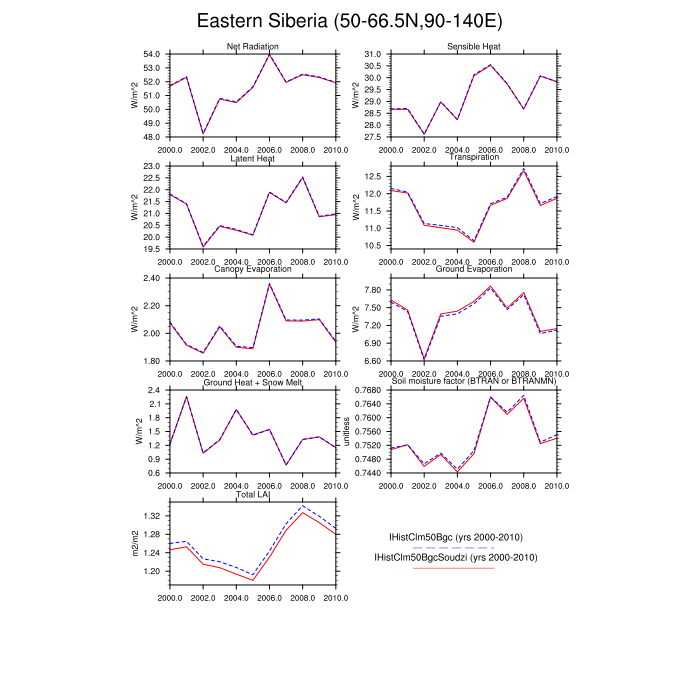 Eastern Siberia (50-66.5N,90-140E)
Net Radiation
W/m^2
54.0
53.0
52.0
51.0
50.0
49.0
48.0
2000.0 2002.0 2004.0 2006.0 2008.0 2010.0
Sensible Heat
W/m^2
31.0
30.5
30.0
29.5
29.0
28.5
28.0
27.5
2000.0 2002.0 2004.0 2006.0 2008.0 2010.0
Latent Heat
W/m^2
23.0
22.5
22.0
21.5
21.0
20.5
20.0
19.5
2000.0 2002.0 2004.0 2006.0 2008.0 2010.0
Transpiration
W/m^2
12.5
12.0
11.5
11.0
10.5
2000.0 2002.0 2004.0 2006.0 2008.0 2010.0
Canopy Evaporation
W/m^2
2.40
2.20
2.00
1.80
2000.0 2002.0 2004.0 2006.0 2008.0 2010.0
Ground Evaporation
W/m^2
7.80
7.50
7.20
6.90
6.60
2000.0 2002.0 2004.0 2006.0 2008.0 2010.0
Ground Heat + Snow Melt
W/m^2
2.4
2.1
1.8
1.5
1.2
0.9
0.6
2000.0 2002.0 2004.0 2006.0 2008.0 2010.0
Soil moisture factor (BTRAN or BTRANMN)
unitless
0.7680
0.7640
0.7600
0.7560
0.7520
0.7480
0.7440
2000.0 2002.0 2004.0 2006.0 2008.0 2010.0
Total LAI
m2/m2
1.32
1.28
1.24
1.20
2000.0 2002.0 2004.0 2006.0 2008.0 2010.0
IHistClm50Bgc (yrs 2000-2010)
IHistClm50BgcSoudzi (yrs 2000-2010)